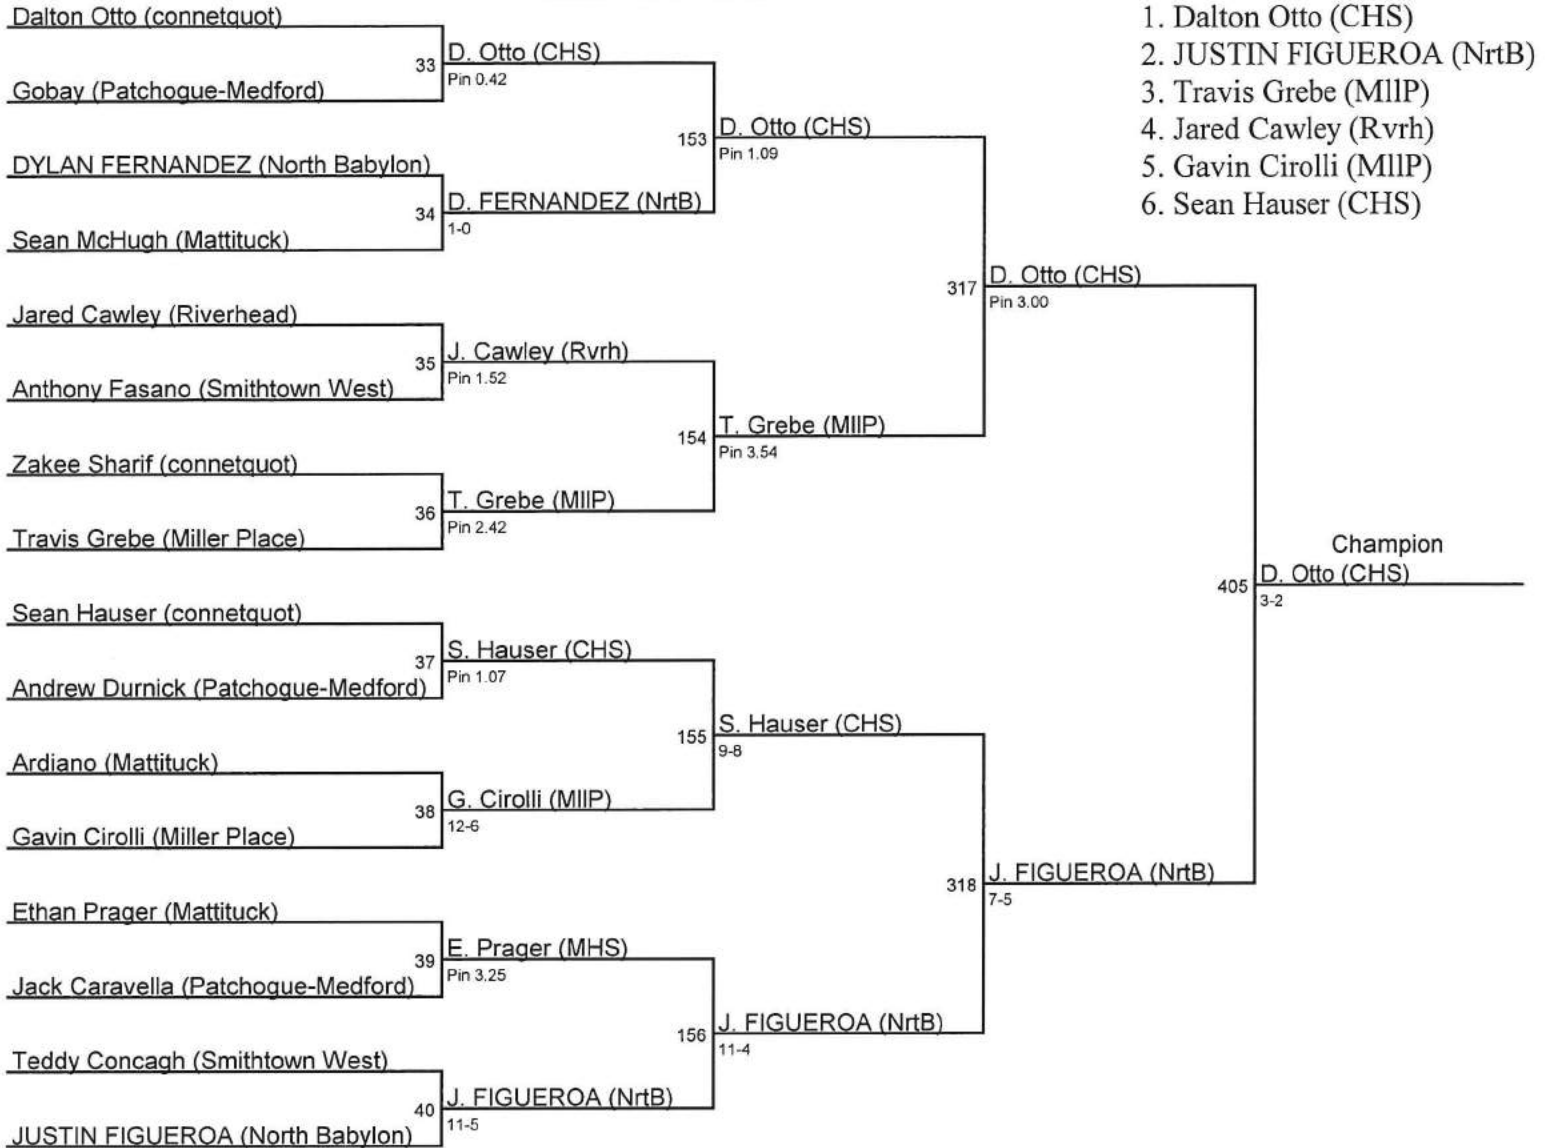 Dalton Otto (connetquot)
33
Gobay (Patchogue-Medford)
DYLAN FERNANDEZ (North Babylon)
34
Sean McHugh (Mattituck)
Jared Cawley (Riverhead)
35
Anthony Fasano (Smithtown West)
Zakee Sharif (connetquot)
36
Travis Grebe (Miller Place)
Sean Hauser (connetquot)
37
Andrew Durnick (Patchogue-Medford)
Ardiano (Mattituck)
38
Gavin Cirolli (Miller Place)
Ethan Prager (Mattituck)
39
Jack Caravella (Patchogue-Medford)
Teddy Concagh (Smithtown West)
40
JUSTIN FIGUEROA (North Babylon)
D. Otto (CHS)
Pin 0.42
153
D. FERNANDEZ (NrtB)
1-0
J. Cawley (Rvrh)
Pin 1.52
154
T. Grebe (MllP)
Pin 2.42
S. Hauser (CHS)
Pin 1.07
155
G. Cirolli (MllP)
12-6
E. Prager (MHS)
Pin 3.25
156
J. FIGUEROA (NrtB)
11-5
D. Otto (CHS)
Pin 1.09
317
T. Grebe (MllP)
Pin 3.54
S. Hauser (CHS)
9-8
318
J. FIGUEROA (NrtB)
11-4
D. Otto (CHS)
Pin 3.00
405
J. FIGUEROA (NrtB)
7-5
Champion
D. Otto (CHS)
3-2
1. Dalton Otto (CHS)
2. JUSTIN FIGUEROA (NrtB)
3. Travis Grebe (MllP)
4. Jared Cawley (Rvrh)
5. Gavin Cirolli (MllP)
6. Sean Hauser (CHS)